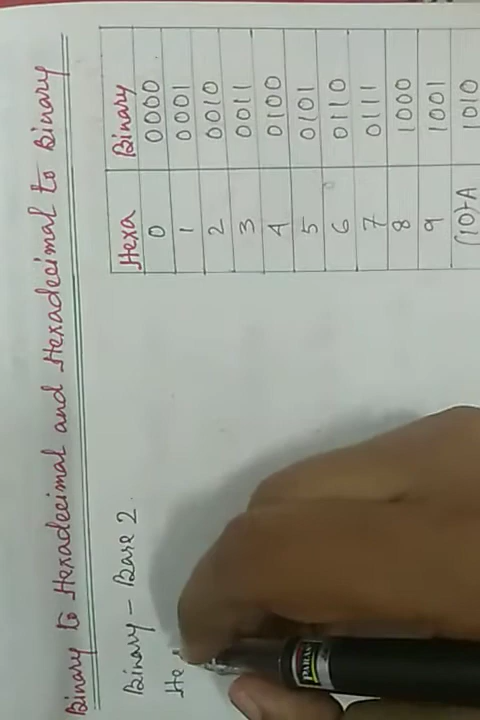 Binary to Hexadecimal and Hexadecimal to Binary
Binary - Base 2
He
Hexa Binary
0 0000
1 0001
2 0010
3 0011
4 0100
5 0101
6 0110
7 0111
8 1000
9 1001
(10)-A 1010